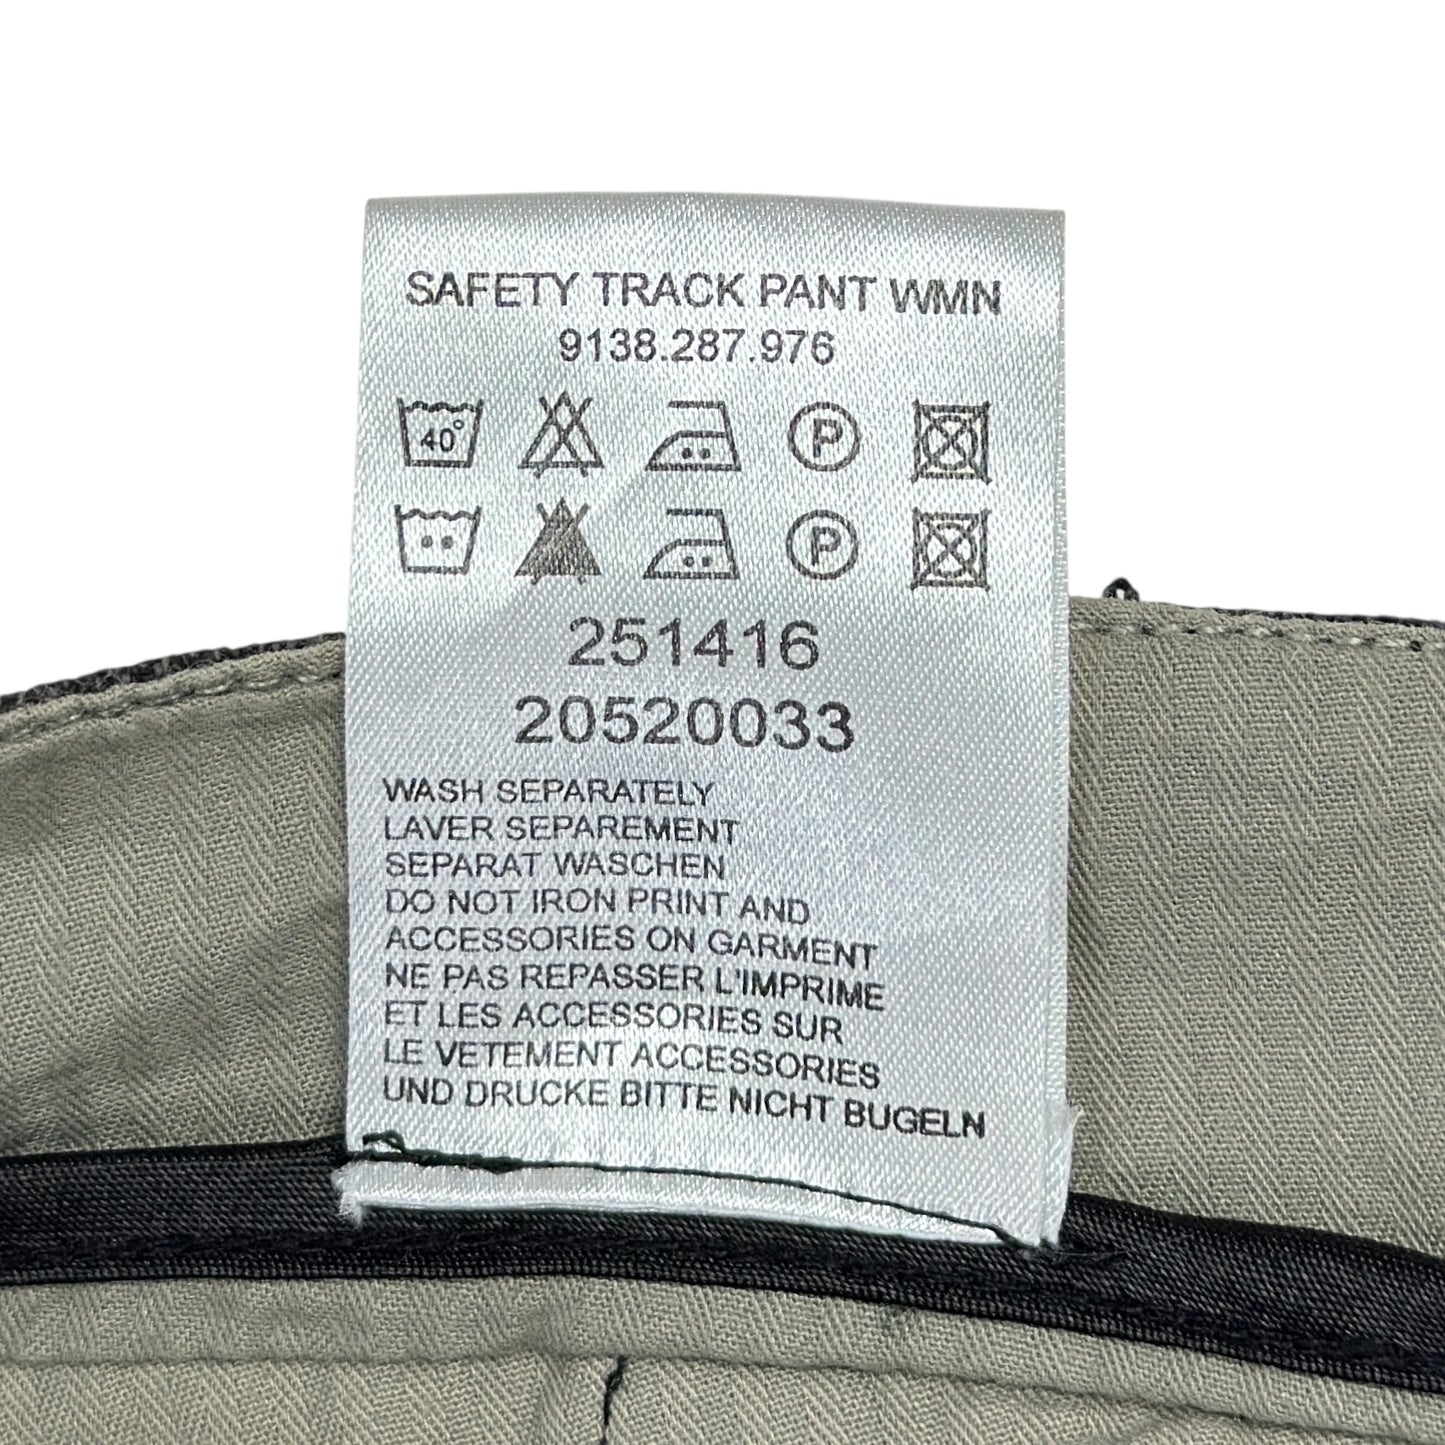 SAFETY TRACK PANT WMN
9138.287.976
40° P
P
251416
20520033
WASH SEPARATELY
LAVER SEPAREMENT
SEPARAT WASCHEN
DO NOT IRON PRINT AND
ACCESSORIES ON GARMENT
NE PAS REPASSER L'IMPRIME
ET LES ACCESSORIES SUR
LE VETEMENT ACCESSORIES
UND DRUCKE BITTE NICHT BUGELN